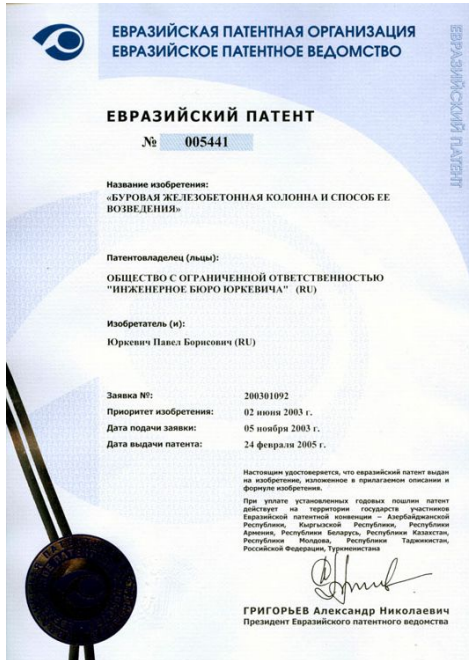 ЕВРАЗИЙСКАЯ ПАТЕНТНАЯ ОРГАНИЗАЦИЯ
ЕВРАЗИЙСКОЕ ПАТЕНТНОЕ ВЕДОМСТВО
ЕВРАЗИЙСКИЙ ПАТЕНТ
ЕВРАЗИЙСКИЙ ПАТЕНТ
№ 005441
Название изобретения:
«БУРОВАЯ ЖЕЛЕЗОБЕТОННАЯ КОЛОННА И СПОСОБ ЕЕ
ВОЗВЕДЕНИЯ»
Патентовладелец (льцы):
ОБЩЕСТВО С ОГРАНИЧЕННОЙ ОТВЕТСТВЕННОСТЬЮ
"ИНЖЕНЕРНОЕ БЮРО ЮРКЕВИЧА" (RU)
Изобретатель (и):
Юркевич Павел Борисович (RU)
Заявка №: 200301092
Приоритет изобретения: 02 июня 2003 г.
Дата подачи заявки: 05 ноября 2003 г.
Дата выдачи патента: 24 февраля 2005 г.
Настоящим удостоверяется, что евразийский патент выдан
на изобретение, изложенное в прилагаемом описании и
формуле изобретения.
При уплате установленных годовых пошлин патент
действует на территории государств участников
Евразийской патентной конвенции – Азербайджанской
Республики, Кыргызской Республики, Республики
Армения, Республики Беларусь, Республики Казахстан,
Республики Молдова, Республики Таджикистан,
Российской Федерации, Туркменистана
ГРИГОРЬЕВ Александр Николаевич
Президент Евразийского патентного ведомства